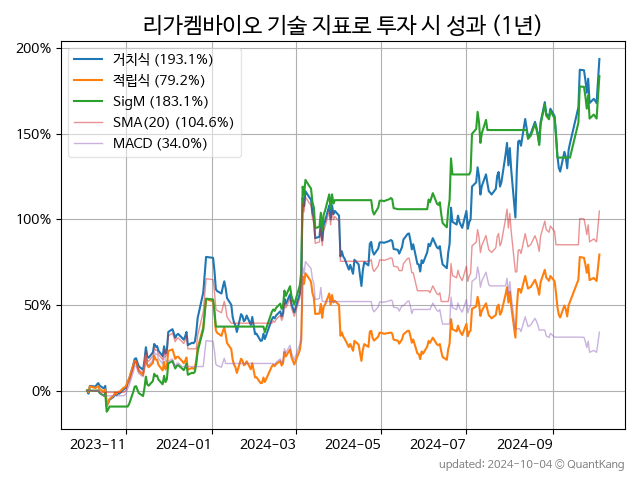 리가켐바이오 기술 지표로 투자 시 성과 (1년)
200%
150%
100%
50%
0%
거치식 (193.1%)
적립식 (79.2%)
SigM (183.1%)
SMA(20) (104.6%)
MACD (34.0%)
2023-11 2024-01 2024-03 2024-05 2024-07 2024-09
updated: 2024-10-04 © QuantKang